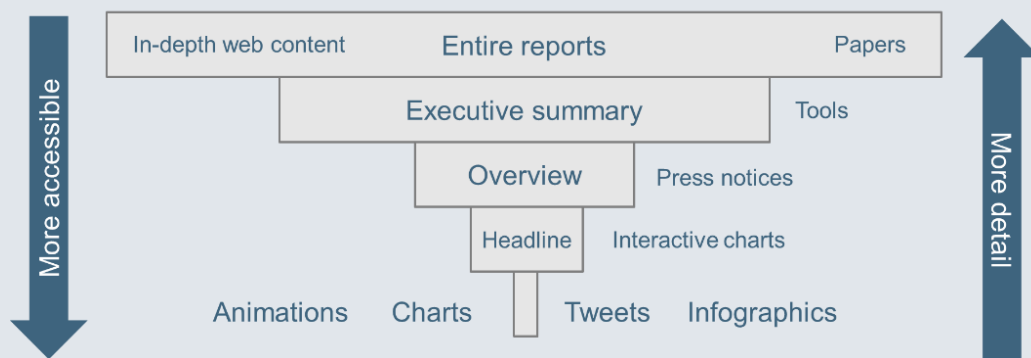 In-depth web content Entire reports Papers
Executive summary Tools
Overview Press notices
Headline Interactive charts
Animations Charts Tweets Infographics
More accessible
More detail